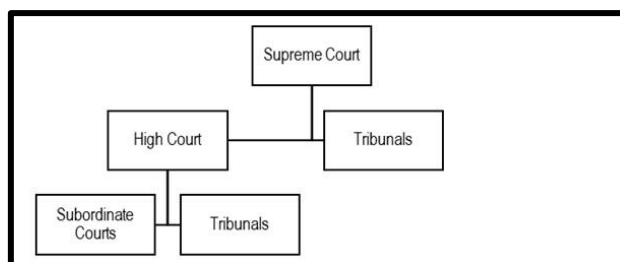 Supreme Court
High Court
Tribunals
Subordinate
Courts
Tribunals